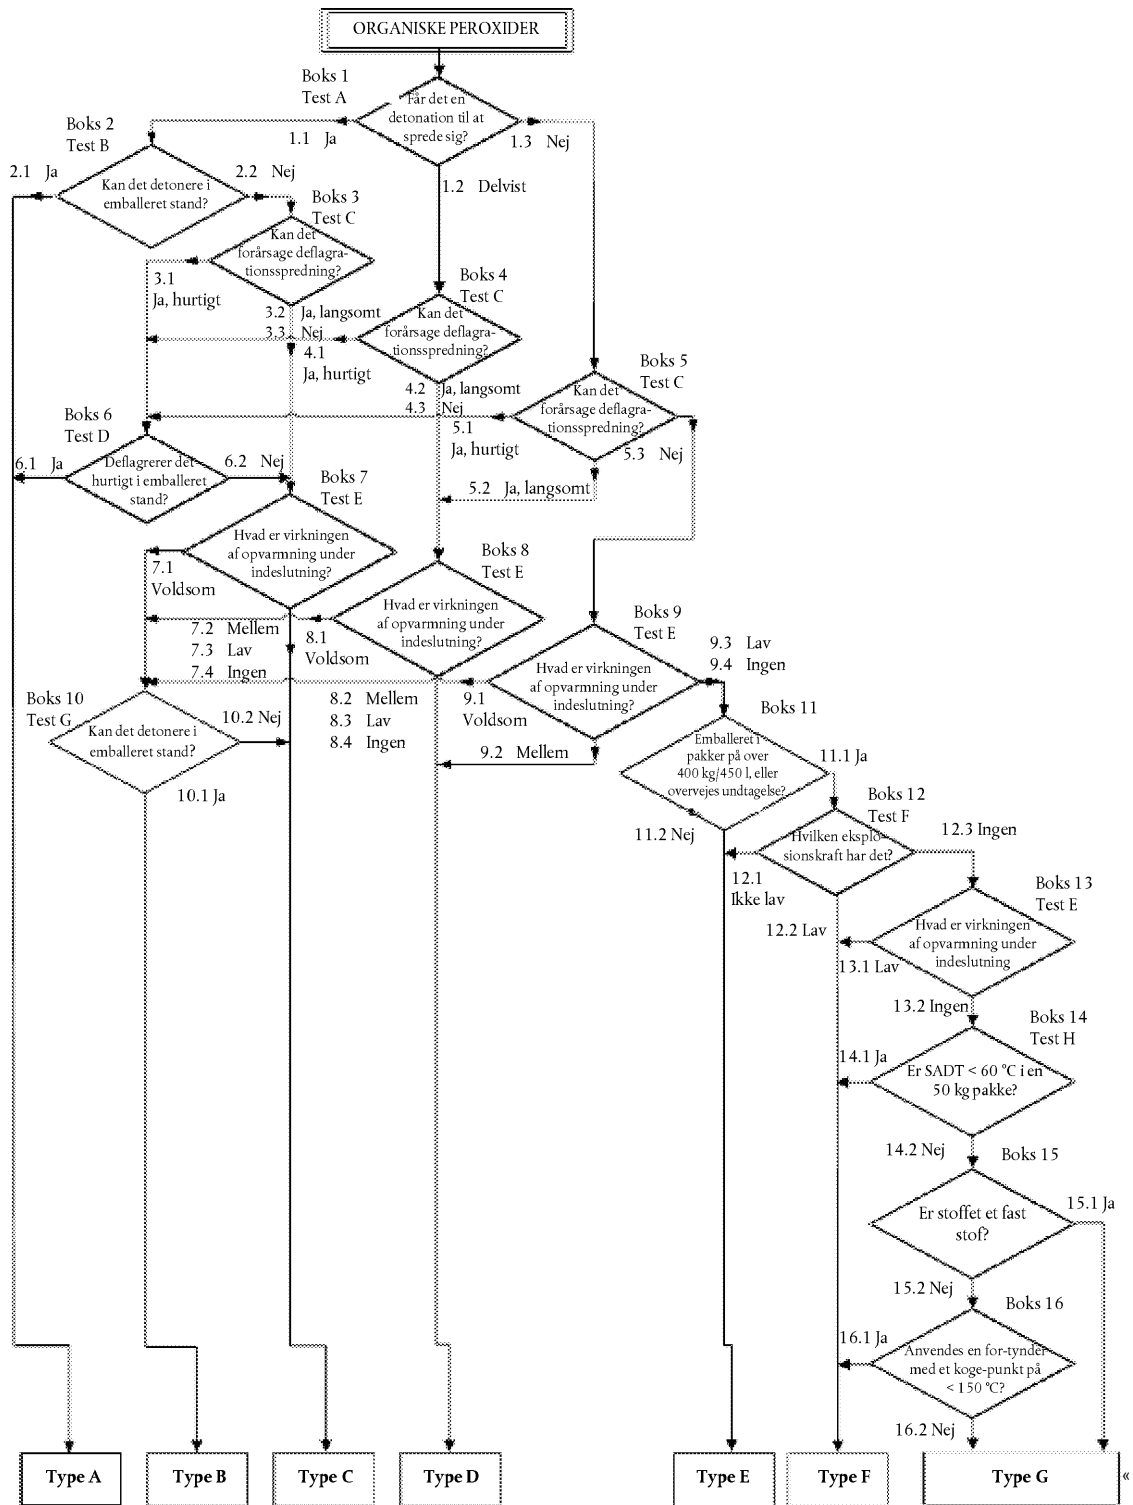 ORGANISKE PEROXIDER
Boks 1
Test A
Får det en
detonation til at
sprede sig?
1.1 Ja
1.3 Nej
1.2 Delvist
Boks 2
Test B
2.1 Ja
2.2 Nej
Kan det detonere i
emballeret stand?
Boks 3
Test C
Kan det
forårsage deflagra-
tionsspredning?
3.1
Ja, hurtigt
3.2 Ja, langsomt
3.3 Nej
Boks 4
Test C
Kan det
forårsage deflagra-
tionsspredning?
4.1
Ja, hurtigt
4.2 Ja, langsomt
4.3 Nej
Boks 5
Test C
Kan det
forårsage deflagra-
tionsspredning?
5.1
Ja, hurtigt
5.3 Nej
5.2 Ja, langsomt
Boks 6
Test D
6.1 Ja
6.2 Nej
Deflagrerer det
hurtigt i emballeret
stand?
Boks 7
Test E
Hvad er virkningen
af opvarmning under
indeslutning?
7.1
Voldsom
7.2 Mellem
7.3 Lav
7.4 Ingen
Boks 8
Test E
Hvad er virkningen
af opvarmning under
indeslutning?
8.1
Voldsom
8.2 Mellem
8.3 Lav
8.4 Ingen
Boks 9
Test E
Hvad er virkningen
af opvarmning under
indeslutning?
9.3 Lav
9.4 Ingen
9.1
Voldsom
9.2 Mellem
Boks 10
Test G
Kan det detonere i
emballeret stand?
10.2 Nej
10.1 Ja
Boks 11
Emballeret i
pakker på over
400 kg/450 l, eller
overvejes undtagelse?
11.1 Ja
11.2 Nej
Boks 12
Test F
Hvilken eksplo-
sionskraft har det?
12.3 Ingen
12.1
Ikke lav
12.2 Lav
Boks 13
Test E
Hvad er virkningen
af opvarmning under
indeslutning
13.1 Lav
13.2 Ingen
Boks 14
Test H
14.1 Ja
Er SADT < 60 °C i en
50 kg pakke?
14.2 Nej
Boks 15
Er stoffet et fast
stof?
15.1 Ja
15.2 Nej
Boks 16
16.1 Ja
Anvendes en for-tynder
med et koge-punkt på
< 150 °C?
16.2 Nej
Type A
Type B
Type C
Type D
Type E
Type F
Type G
«